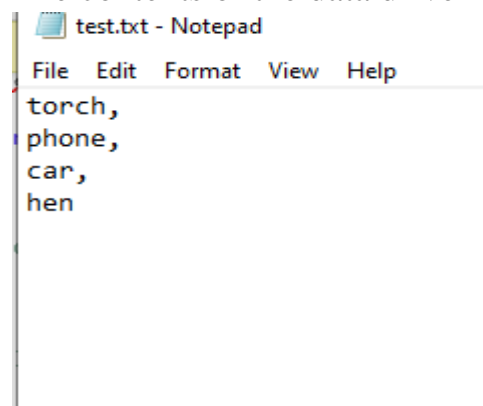 test.txt - Notepad
File Edit Format View Help
torch,
phone,
car,
hen